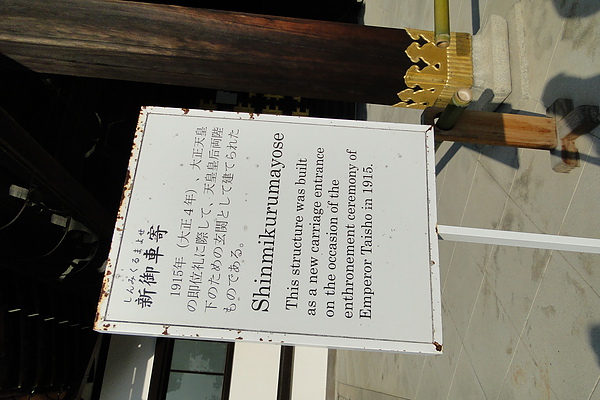 しんみくるまよせ
新御車寄
1915年（大正4年）、大正天皇
の即位礼に際して、天皇皇后両陛
下のための玄関として建てられた
ものである。
Shinmikurumayose
This structure was built
as a new carriage entrance
on the occasion of the
enthronement ceremony of
Emperor Taisho in 1915.